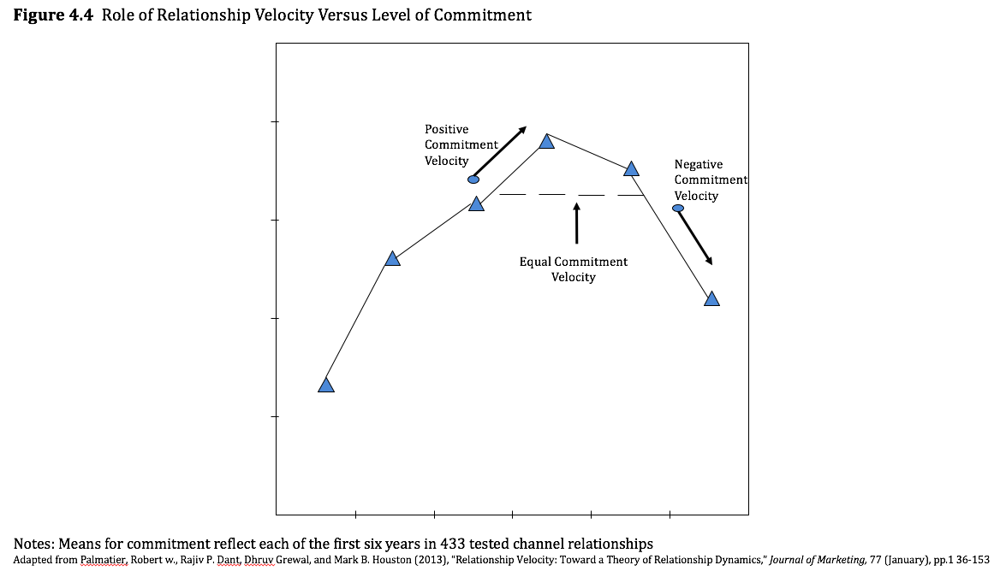 Figure 4.4 Role of Relationship Velocity Versus Level of Commitment
Positive
Commitment
Velocity
Negative
Commitment
Velocity
Equal Commitment
Velocity
Notes: Means for commitment reflect each of the first six years in 433 tested channel relationships
Adapted from Palmatier, Robert w., Rajiv P. Dant, Dhruv Grewal, and Mark B. Houston (2013), "Relationship Velocity: Toward a Theory of Relationship Dynamics," Journal of Marketing, 77 (January), pp.1 36-153